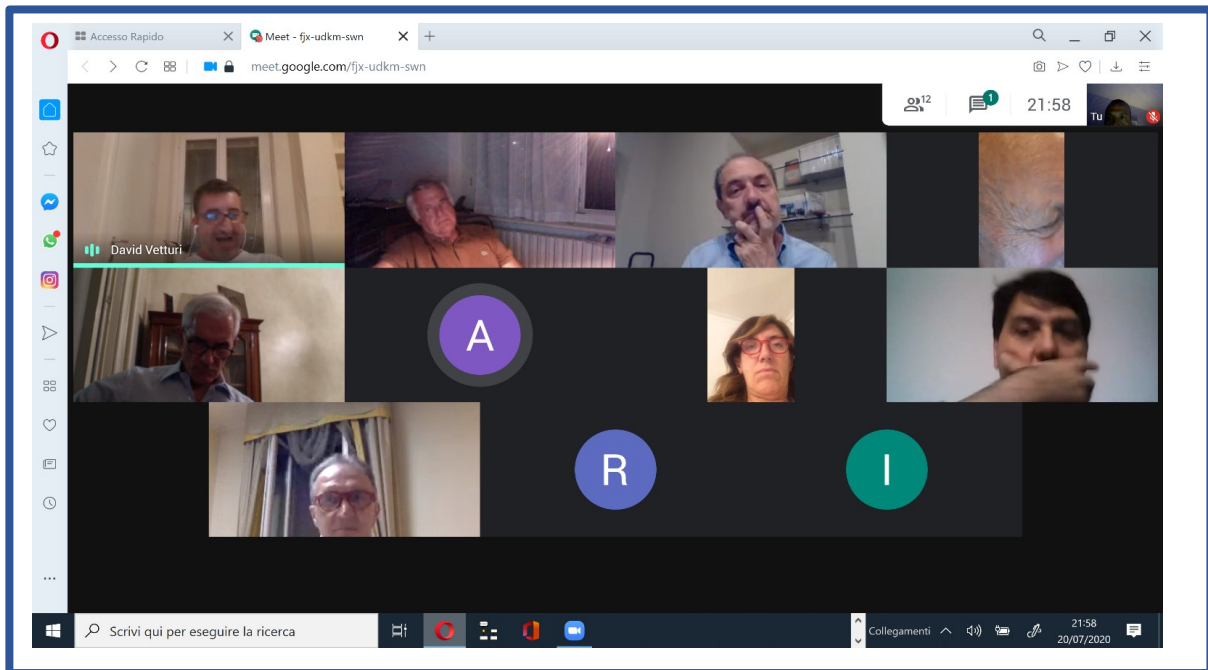 Accesso Rapido
Meet - fjx-udkm-swn
meet.google.com/fjx-udkm-swn
12
1
21:58
Tu
David Vetturi
A
R
I
Scrivi qui per eseguire la ricerca
Collegamenti
21:58
20/07/2020